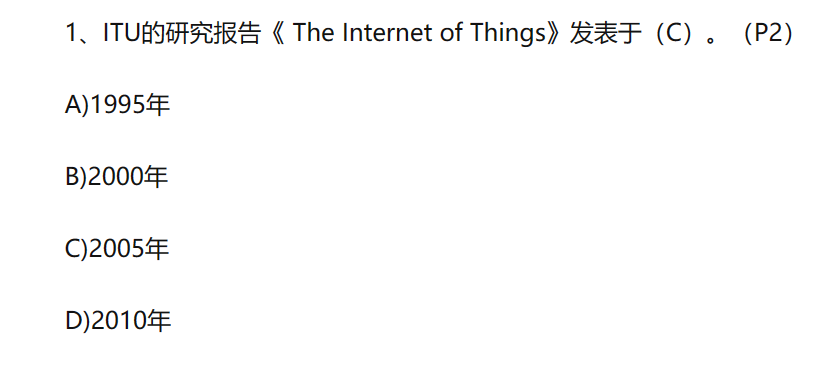 1、ITU的研究报告《 The Internet of Things》发表于（C）。（P2）
A)1995年
B)2000年
C)2005年
D)2010年